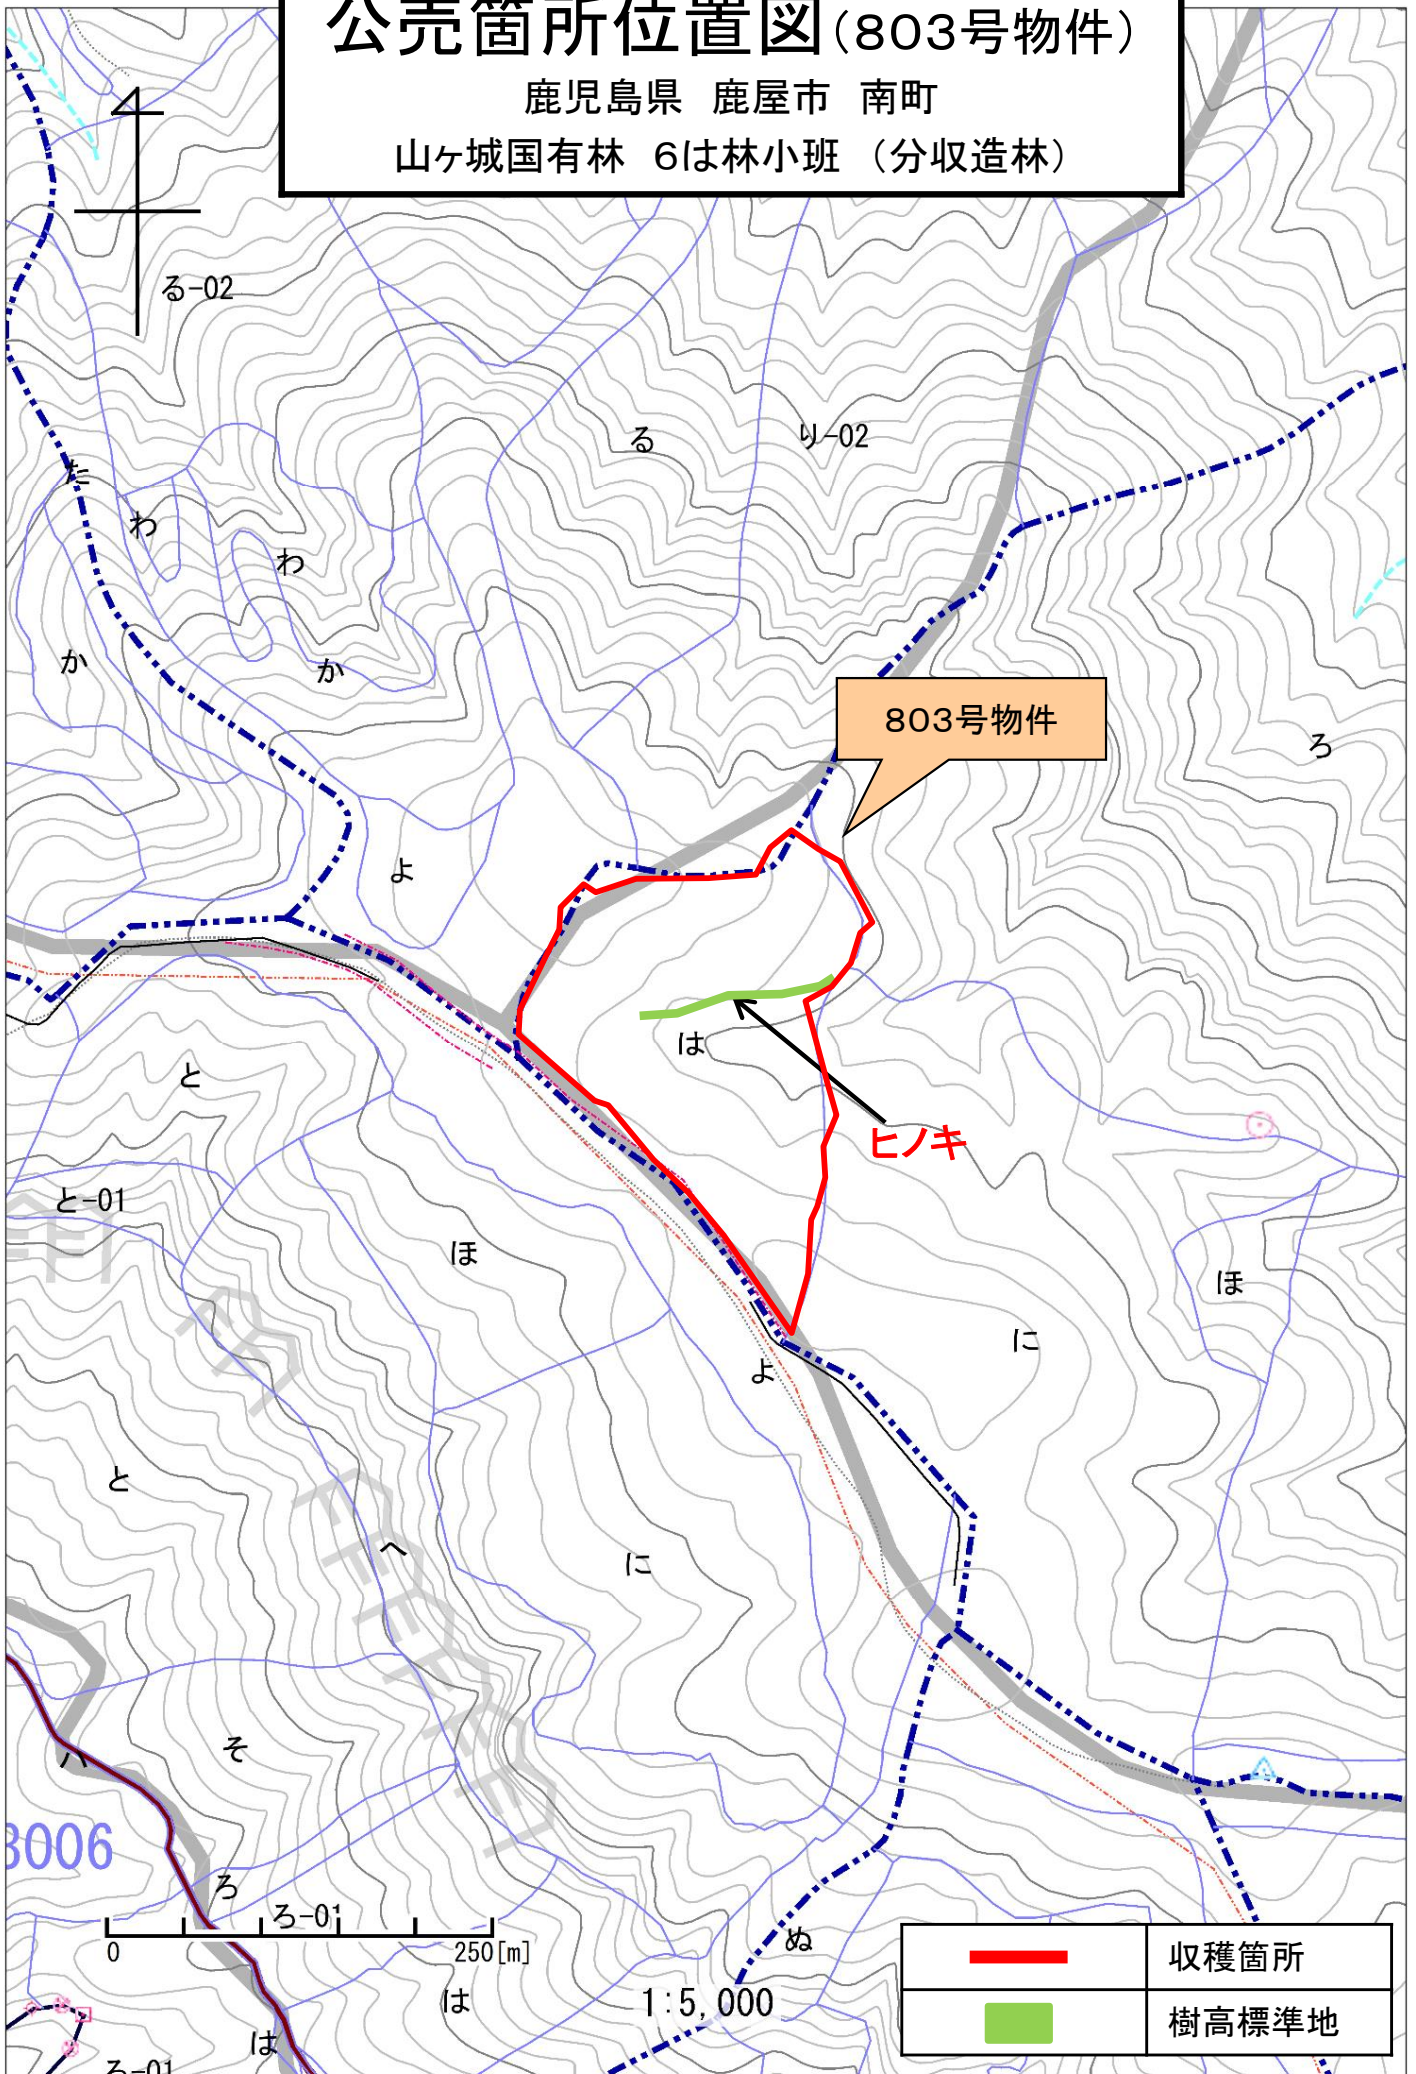 公売箇所位置図（803号物件）
鹿児島県　鹿屋市　南町
山ヶ城国有林　6は林小班　（分収造林）
る-02
る
り-02
た
わ
わ
か
か
803号物件
ろ
よ
は
と
ヒノキ
と-01
ほ
ほ
に
よ
と
へ
に
そ
ハ
3006
ろ
ろ-01
0
250[m]
ぬ
収穫箇所
は
1:5,000
樹高標準地
は
ろ-01